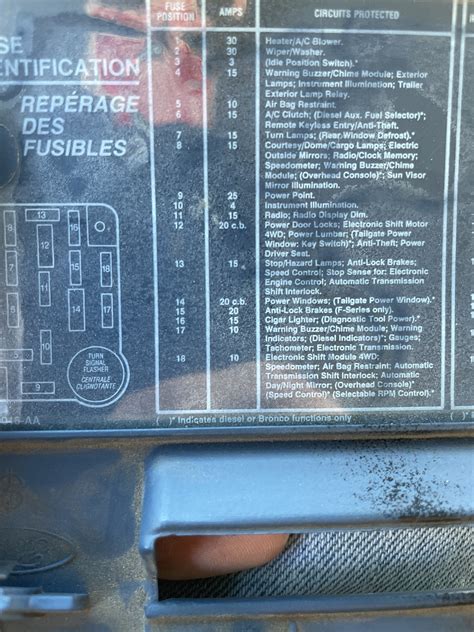 FUSE
POSITION AMPS CIRCUITS PROTECTED
IDENTIFICATION
REPÉRAGE
DES
FUSIBLES
1 30 Heater/A/C Blower.
2 30 Wiper/Washer.
3 3 (Idle Position Switch).*
4 15 Warning Buzzer/Chime Module; Exterior
Lamps; Instrument Illumination; Trailer
Exterior Lamp Relay.
5 10 Air Bag Restraint.
6 15 A/C Clutch; (Diesel Aux. Fuel Selector)*;
Remote Keyless Entry/Anti-Theft.
7 15 Turn Lamps; (Rear Window Defrost).*
8 15 Courtesy/Dome/Cargo Lamps; Electric
Outside Mirrors; Radio/Clock Memory;
Speedometer; Warning Buzzer/Chime
Module; (Overhead Console)*; Sun Visor
Mirror Illumination.
9 25 Power Point.
10 4 Instrument Illumination.
11 15 Radio; Radio Display Dim.
12 20 c.b. Power Door Locks; Electronic Shift Motor
4WD; Power Lumbar; (Tailgate Power
Window: Key Switch)*; Anti-Theft; Power
Driver Seat.
13 15 Stop/Hazard Lamps; Anti-Lock Brakes;
Speed Control; Stop Sense for: Electronic
Engine Control; Automatic Transmission
Shift Interlock.
14 20 c.b. Power Windows; (Tailgate Power Window).*
15 20 Anti-Lock Brakes (F-Series only).
16 15 Cigar Lighter; (Diagnostic Tool Power).*
17 10 Warning Buzzer/Chime Module; Warning
Indicators; (Diesel Indicators)*; Gauges;
Tachometer; Electronic Transmission.
18 10 Electronic Shift Module 4WD;
Speedometer; Air Bag Restraint; Automatic
Transmission Shift Interlock; Automatic
Day/Night Mirror; (Overhead Console)*
(Speed Control)*; (Selectable RPM Control).*
( )* Indicates diesel or Bronco functions only
13
16
14
18
15
17
TURN
SIGNAL
FLASHER
CENTRALE
CLIGNOTANTE
9